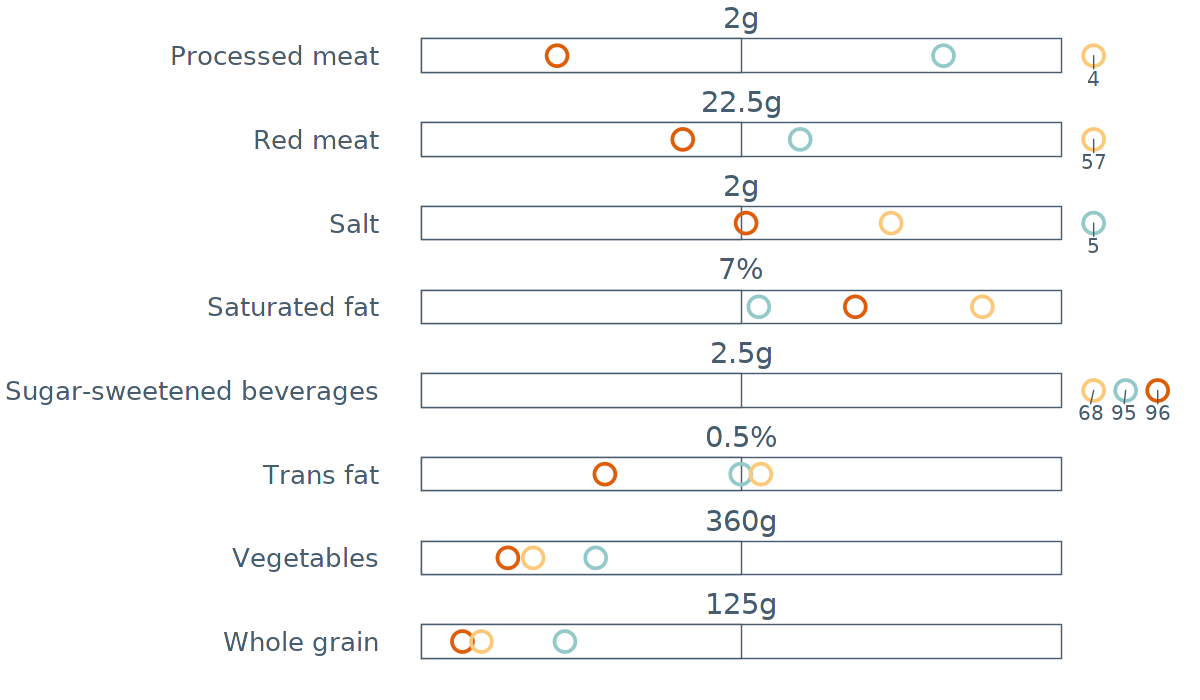 2g
Processed meat
4
22.5g
Red meat
57
2g
Salt
5
7%
Saturated fat
2.5g
Sugar-sweetened beverages
68 95 96
0.5%
Trans fat
360g
Vegetables
125g
Whole grain